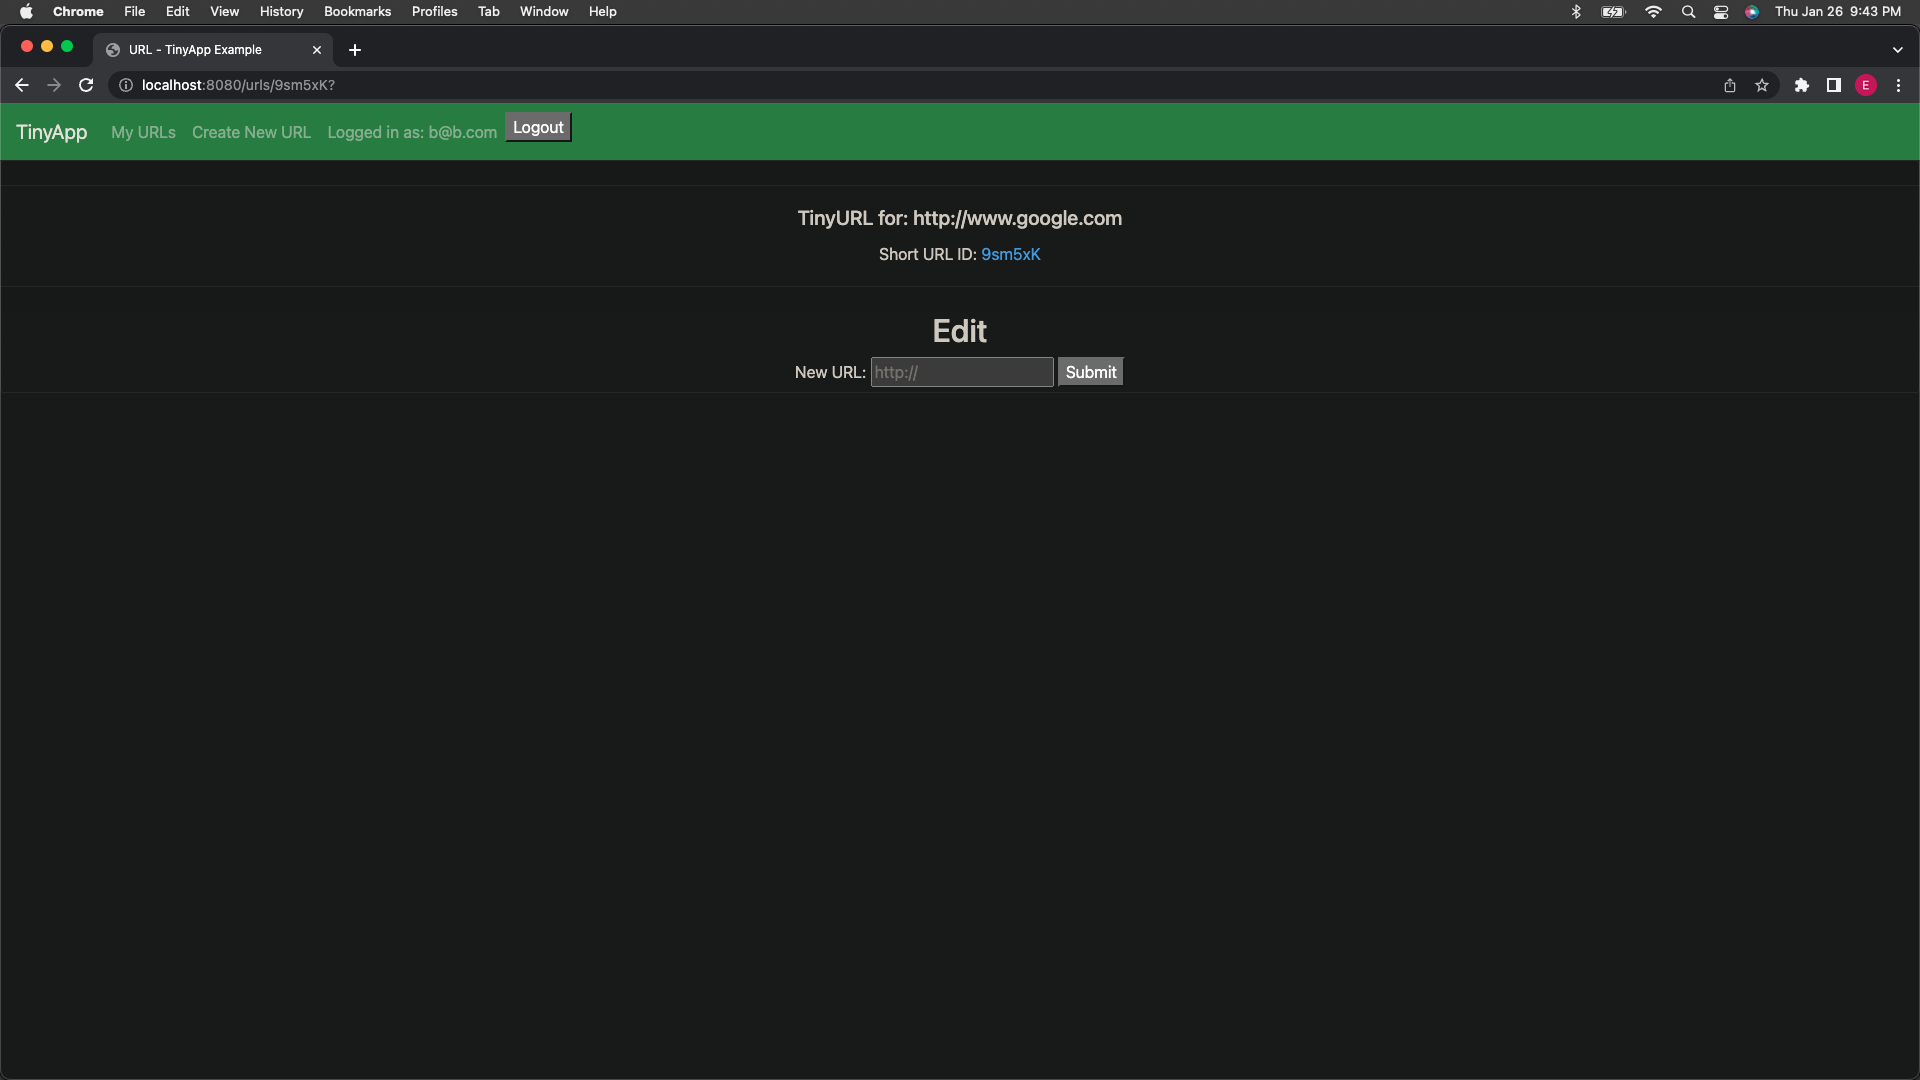 Chrome File Edit View History Bookmarks Profiles Tab Window Help Thu Jan 26 9:43 PM
URL - TinyApp Example
localhost:8080/urls/9sm5xK? E
TinyApp My URLs Create New URL Logged in as: b@b.com Logout
TinyURL for: http://www.google.com
Short URL ID: 9sm5xK
Edit
New URL: http:// Submit